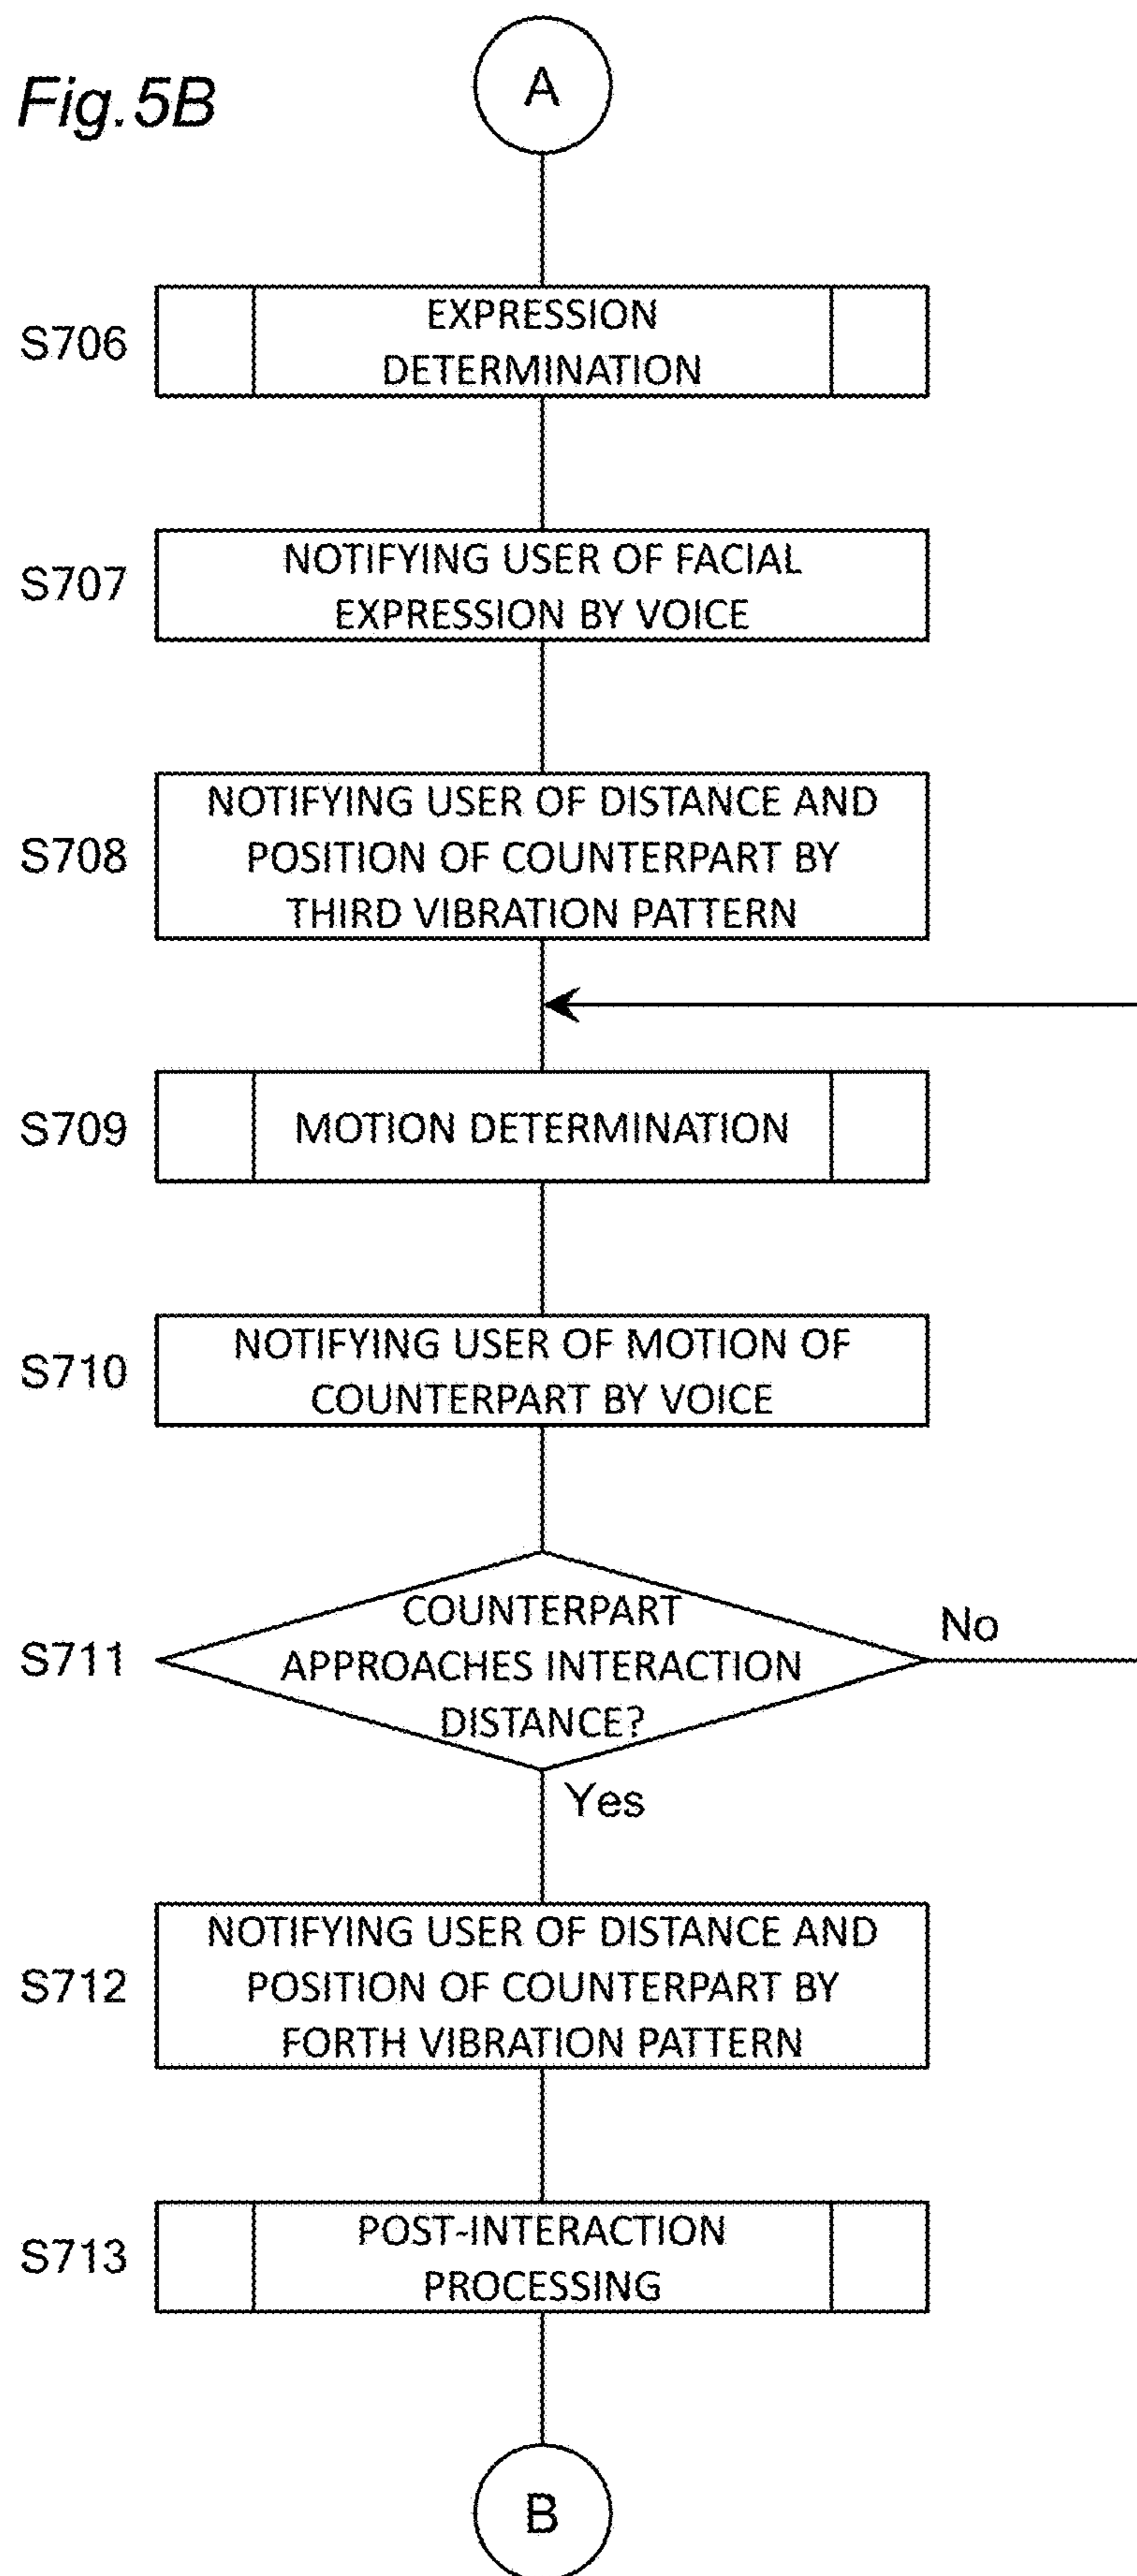 Fig.5B
A
S706
EXPRESSION
DETERMINATION
S707
NOTIFYING USER OF FACIAL
EXPRESSION BY VOICE
S708
NOTIFYING USER OF DISTANCE AND
POSITION OF COUNTERPART BY
THIRD VIBRATION PATTERN
S709
MOTION DETERMINATION
S710
NOTIFYING USER OF MOTION OF
COUNTERPART BY VOICE
S711
COUNTERPART
APPROACHES INTERACTION
DISTANCE?
No
Yes
S712
NOTIFYING USER OF DISTANCE AND
POSITION OF COUNTERPART BY
FORTH VIBRATION PATTERN
S713
POST-INTERACTION
PROCESSING
B